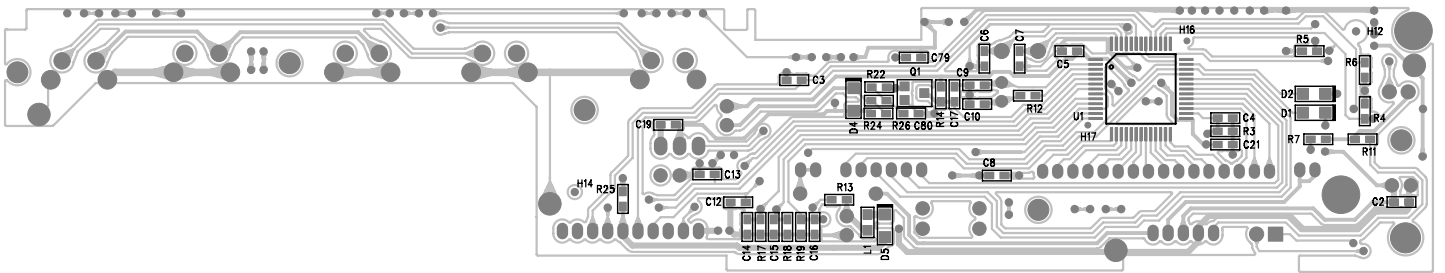 H16
H12
C6
C7
R5
C79
C5
R6
C3
R22
Q1
C9
D2
R12
D4
R14
C17
C10
D1
R4
U1
C4
C19
R24
R26
C80
H17
R3
R7
C21
R11
C13
C8
H14
R25
R13
C12
C2
C14
R17
C15
R18
R19
C16
L1
D5